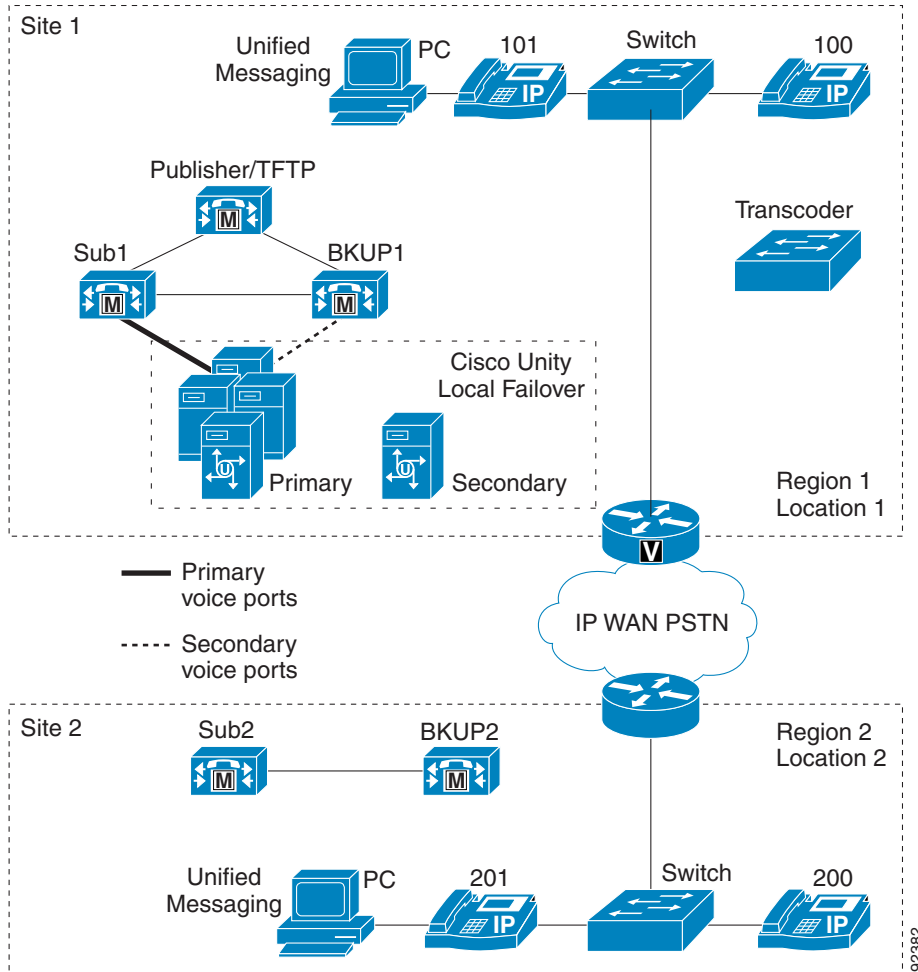 Site 1
Unified
Messaging
PC
101
Switch
100
IP
IP
Publisher/TFTP
M
Transcoder
Sub1
BKUP1
M
M
Cisco Unity
Local Failover
U
Primary
U
Secondary
Region 1
Location 1
V
Primary
voice ports
IP WAN PSTN
Secondary
voice ports
Site 2
Sub2
BKUP2
Region 2
Location 2
M
M
Unified
Messaging
PC
201
Switch
200
IP
IP
92382